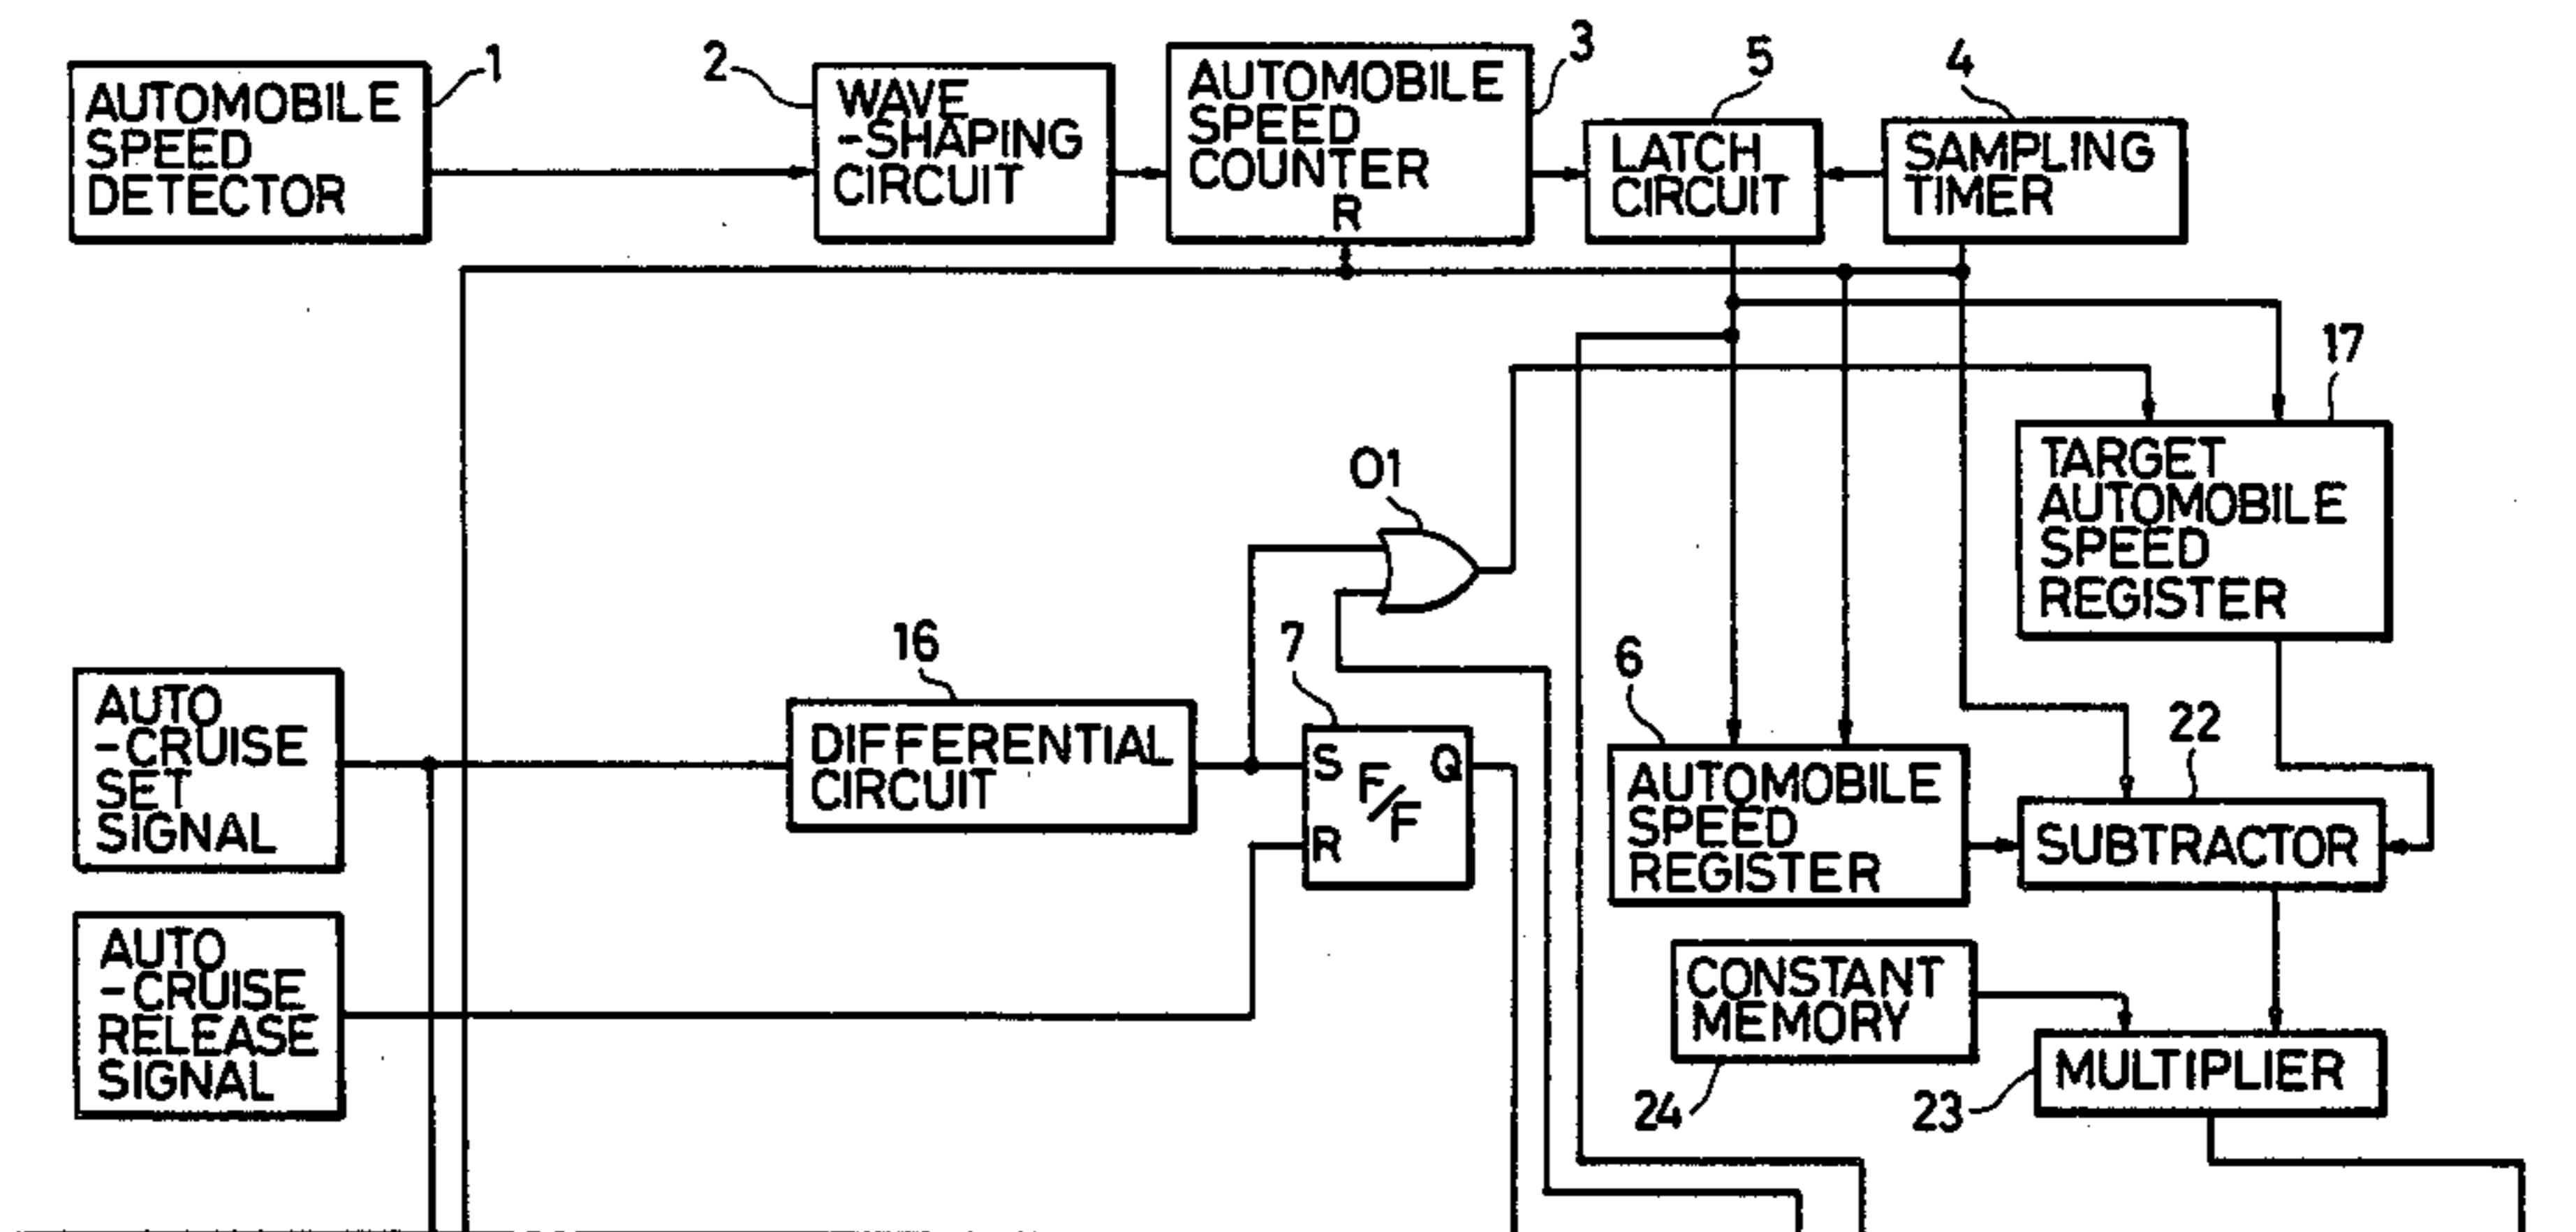 1
AUTOMOBILE
SPEED
DETECTOR
2
WAVE
-SHAPING
CIRCUIT
3
AUTOMOBILE
SPEED
COUNTER
R
5
LATCH
CIRCUIT
4
SAMPLING
TIMER
17
TARGET
AUTOMOBILE
SPEED
REGISTER
01
AUTO
-CRUISE
SET
SIGNAL
16
DIFFERENTIAL
CIRCUIT
7
S F/F Q
R
6
AUTOMOBILE
SPEED
REGISTER
22
SUBTRACTOR
AUTO
-CRUISE
RELEASE
SIGNAL
CONSTANT
MEMORY
24
MULTIPLIER
23